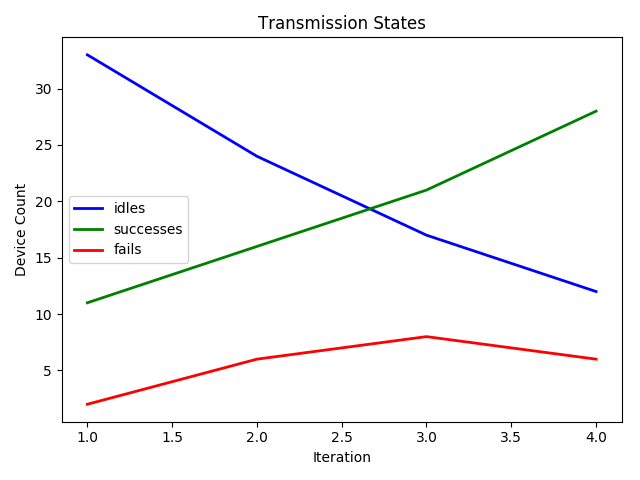 Transmission States
Device Count
30
25
20
15
10
5
idles
successes
fails
1.0 1.5 2.0 2.5 3.0 3.5 4.0
Iteration